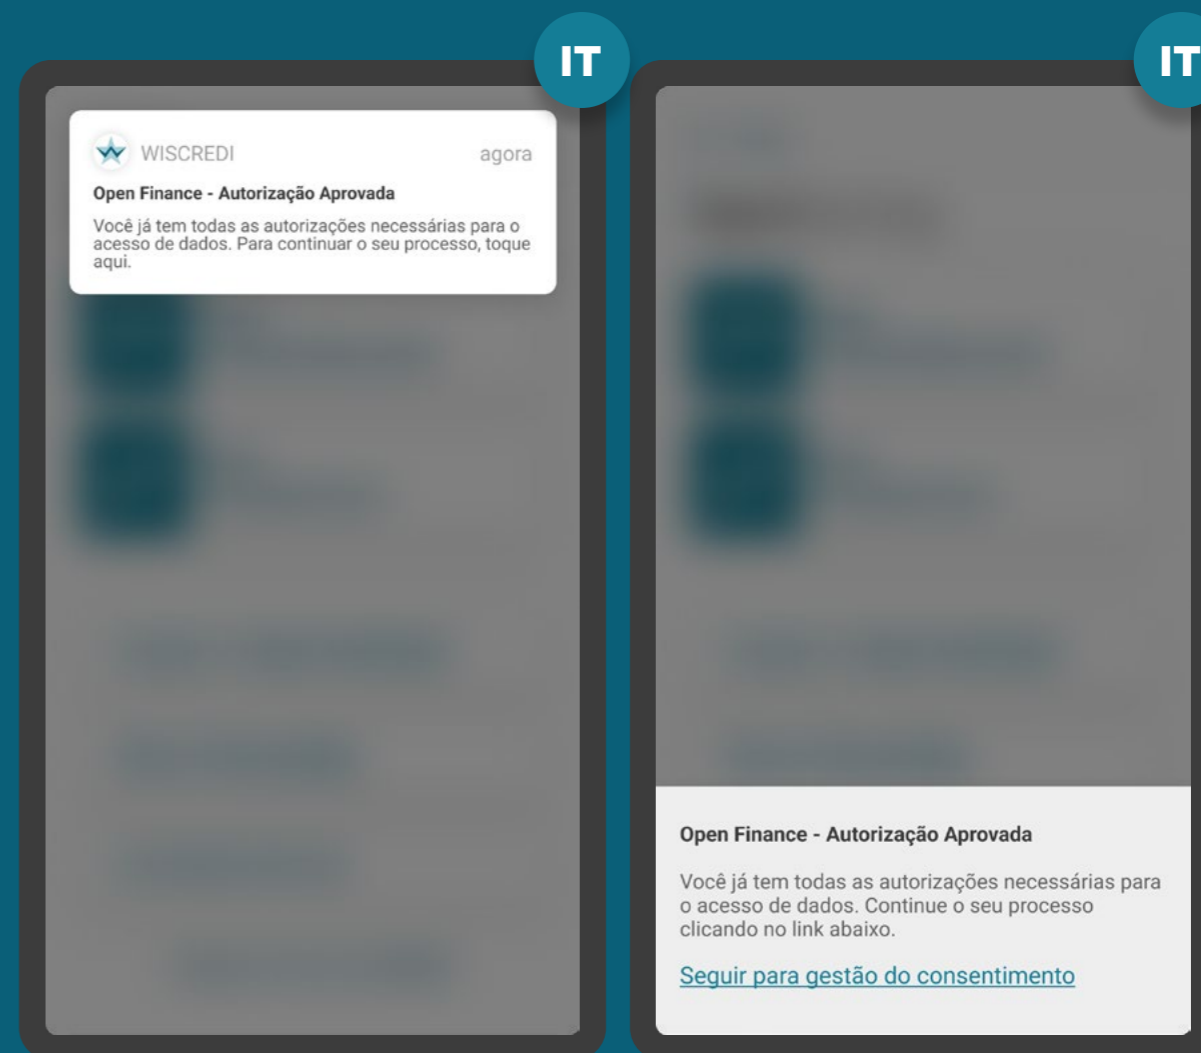 IT
WISCREDI
agora
Open Finance - Autorização Aprovada
Você já tem todas as autorizações necessárias para o
acesso de dados. Para continuar o seu processo, toque
aqui.
IT
Open Finance - Autorização Aprovada
Você já tem todas as autorizações necessárias para
o acesso de dados. Continue o seu processo
clicando no link abaixo.
Seguir para gestão do consentimento